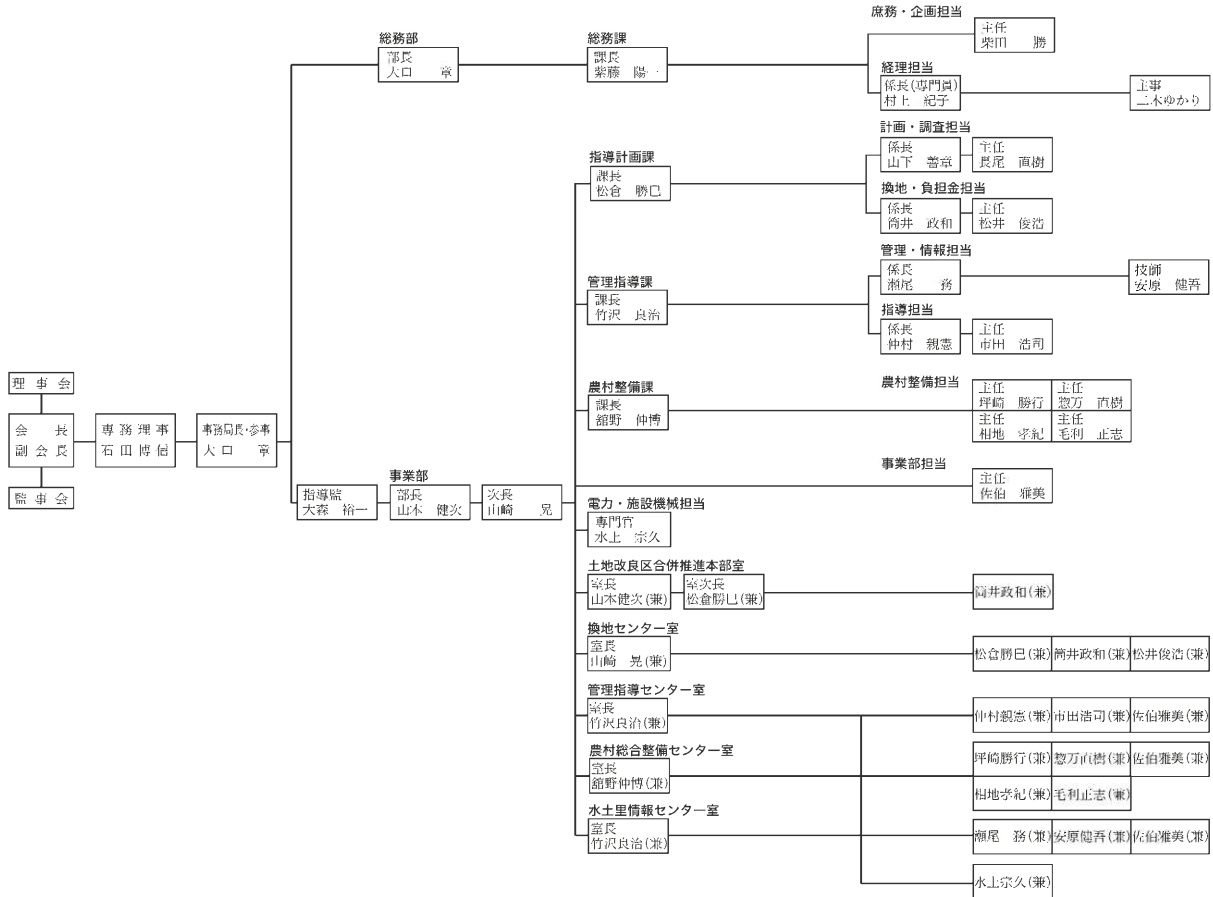 理事会
会　長
副会長
監事会
専務理事
石田博信
事務局長・参事
大口　章
総務部
部長
大口　章
総務課
課長
紫藤　陽一
庶務・企画担当
主任
柴田　勝
経理担当
係長(専門員)
村上　紀子
主事
二木ゆかり
指導監
大森　裕一
事業部
部長
山本　健次
次長
山崎　晃
指導計画課
課長
松倉　勝巳
計画・調査担当
係長
山下　善章
主任
長尾　直樹
換地・負担金担当
係長
筒井　政和
主任
松井　俊浩
管理指導課
課長
竹沢　良治
管理・情報担当
係長
瀬尾　務
技師
安原　健吾
指導担当
係長
仲村　親憲
主任
市田　浩司
農村整備課
課長
舘野　仲博
農村整備担当
主任
坪崎　勝行
主任
惣万　直樹
主任
相地　孝紀
主任
毛利　正志
事業部担当
主任
佐伯　雅美
電力・施設機械担当
専門官
水上　宗久
土地改良区合併推進本部室
室長
山本健次(兼)
室次長
松倉勝巳(兼)
筒井政和(兼)
換地センター室
室長
山崎　晃(兼)
松倉勝巳(兼)
筒井政和(兼)
松井俊浩(兼)
管理指導センター室
室長
竹沢良治(兼)
仲村親憲(兼)
市田浩司(兼)
佐伯雅美(兼)
農村総合整備センター室
室長
舘野仲博(兼)
坪崎勝行(兼)
惣万直樹(兼)
佐伯雅美(兼)
相地孝紀(兼)
毛利正志(兼)
水土里情報センター室
室長
竹沢良治(兼)
瀬尾　務(兼)
安原健吾(兼)
佐伯雅美(兼)
水上宗久(兼)